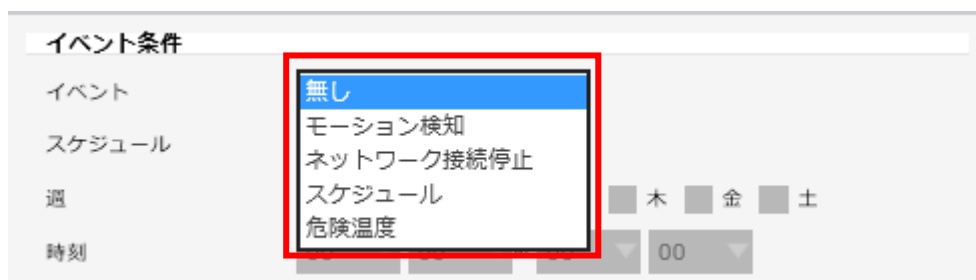 イベント条件
イベント
無し
モーション検知
ネットワーク接続停止
スケジュール
危険温度
スケジュール
週 木 金 土
時刻 00